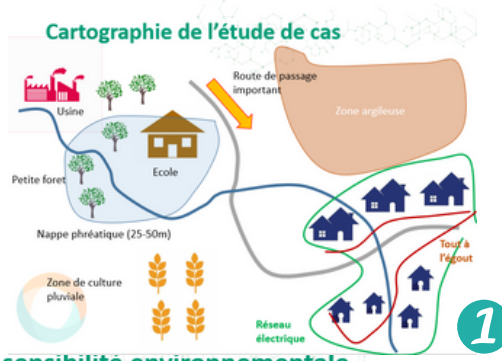 Cartographie de l'étude de cas
Route de passage
important
Usine
Zone argileuse
Ecole
Petite foret
Nappe phréatique (25-50m)
Tout à
l'égout
Zone de culture
pluviale
Réseau
électrique
1